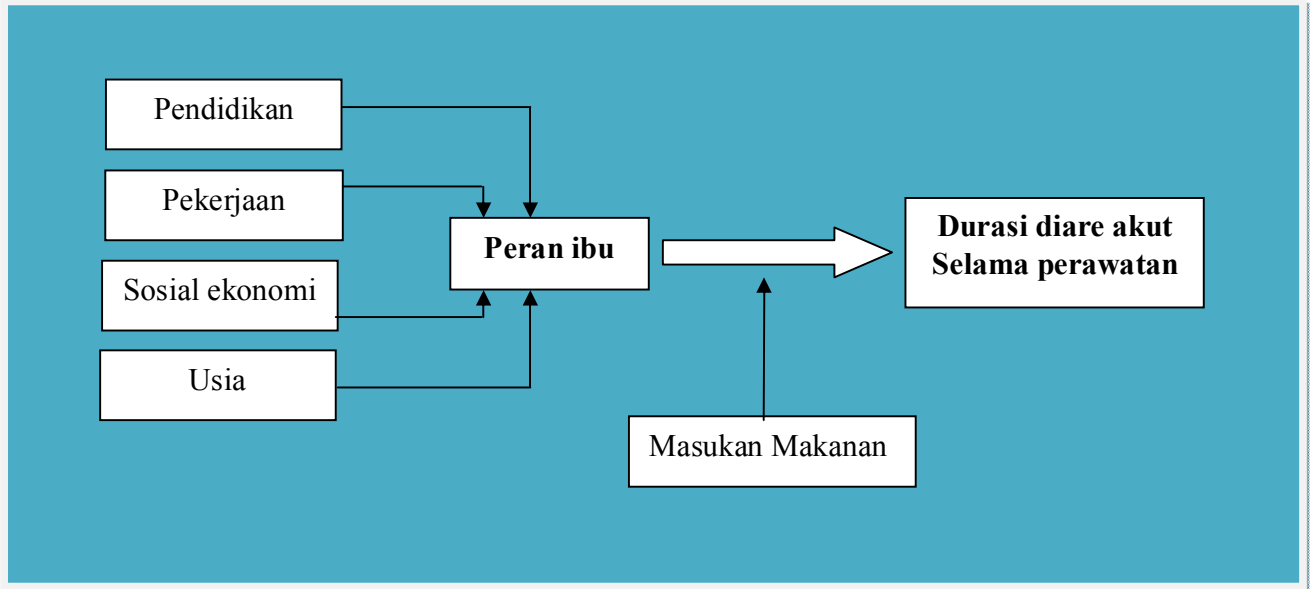 Pendidikan
Pekerjaan
Sosial ekonomi
Usia
Peran ibu
Masukan Makanan
Durasi diare akut
Selama perawatan